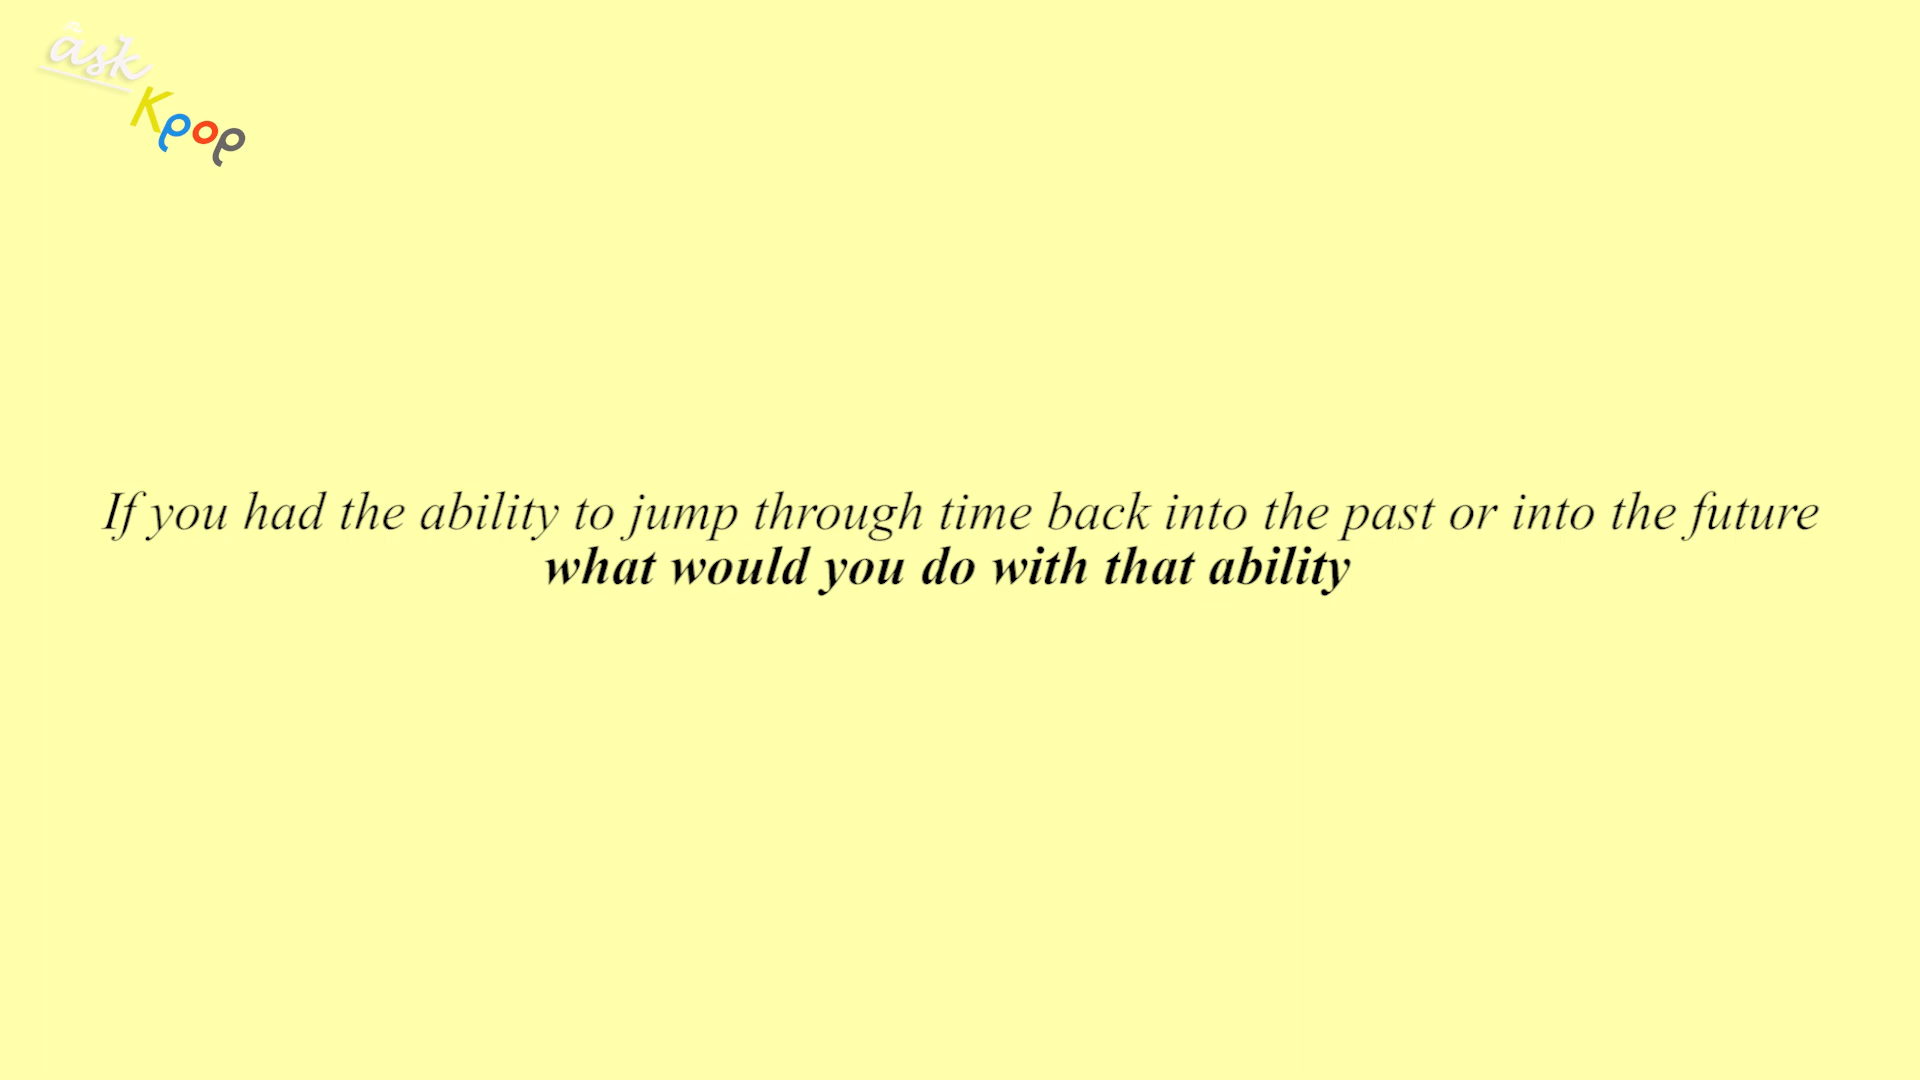 ask
Kpop
If you had the ability to jump through time back into the past or into the future
what would you do with that ability